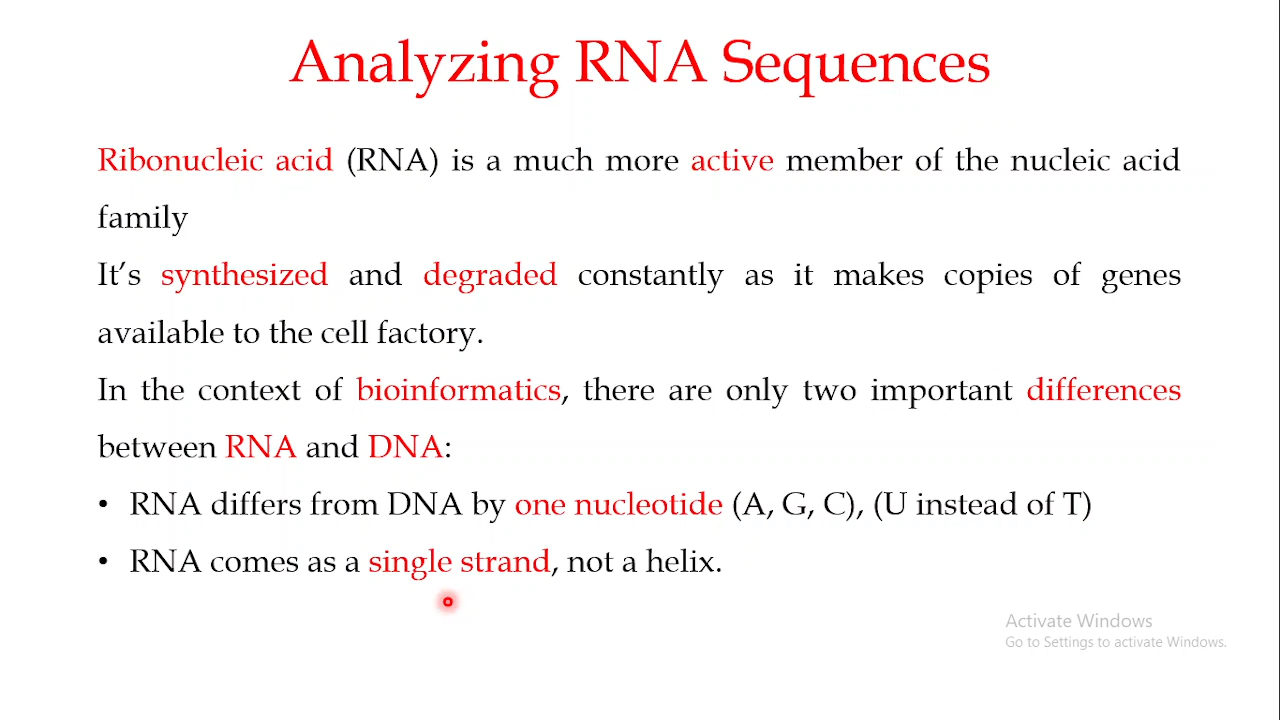 Analyzing RNA Sequences
Ribonucleic acid (RNA) is a much more active member of the nucleic acid
family
It’s synthesized and degraded constantly as it makes copies of genes
available to the cell factory.
In the context of bioinformatics, there are only two important differences
between RNA and DNA:
• RNA differs from DNA by one nucleotide (A, G, C), (U instead of T)
• RNA comes as a single strand, not a helix.
Activate Windows
Go to Settings to activate Windows.